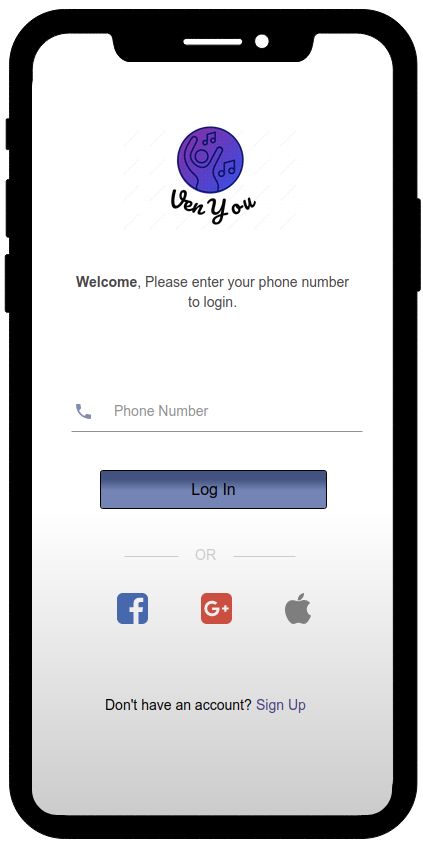 Ven You
Welcome, Please enter your phone number
to login.
Phone Number
Log In
OR
f
G+
Don't have an account? Sign Up